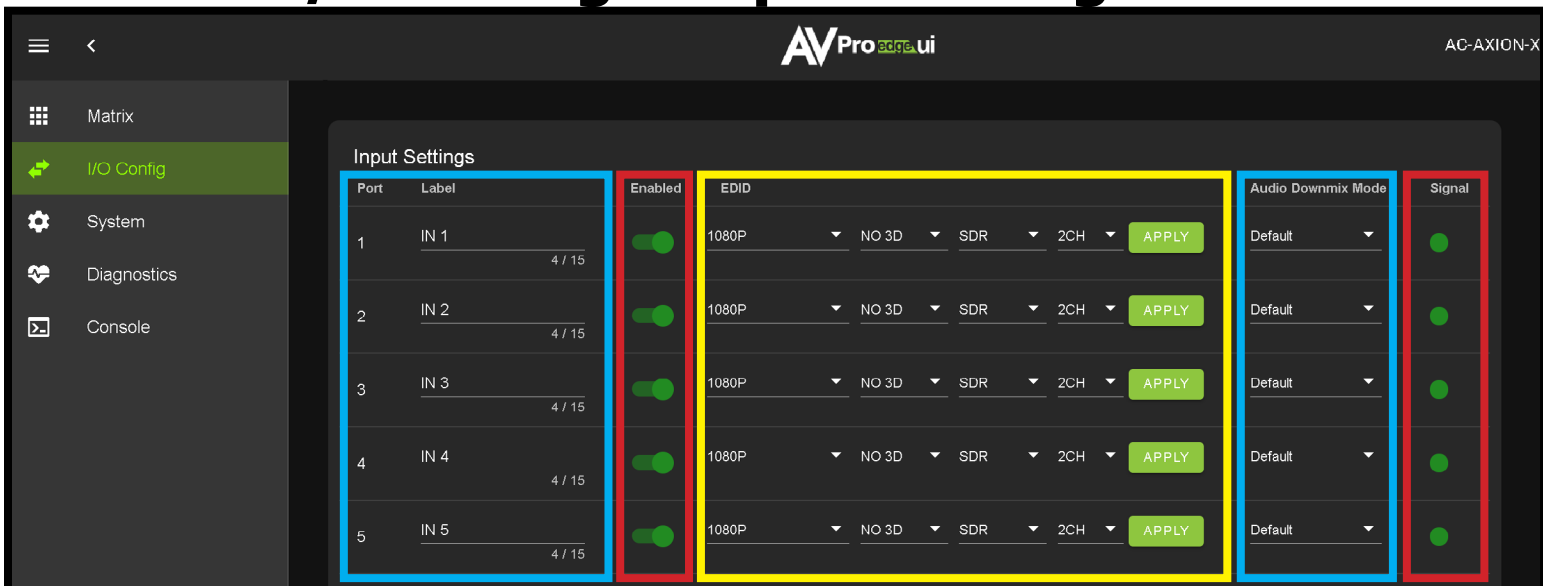 AVPro edge.ui
AC-AXION-X
Matrix
I/O Config
System
Diagnostics
Console
Input Settings
Port Label Enabled EDID Audio Downmix Mode Signal
1 IN 1 1080P NO 3D SDR 2CH APPLY Default
4 / 15
2 IN 2 1080P NO 3D SDR 2CH APPLY Default
4 / 15
3 IN 3 1080P NO 3D SDR 2CH APPLY Default
4 / 15
4 IN 4 1080P NO 3D SDR 2CH APPLY Default
4 / 15
5 IN 5 1080P NO 3D SDR 2CH APPLY Default
4 / 15